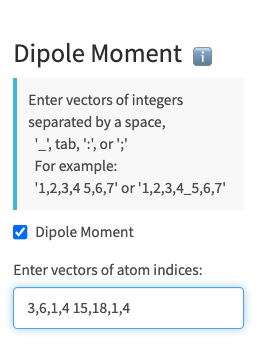 Dipole Moment ℹ️
Enter vectors of integers
separated by a space,
'_', tab, ':', or ';'
For example:
'1,2,3,4 5,6,7' or '1,2,3,4_5,6,7'
Dipole Moment
Enter vectors of atom indices:
3,6,1,4 15,18,1,4